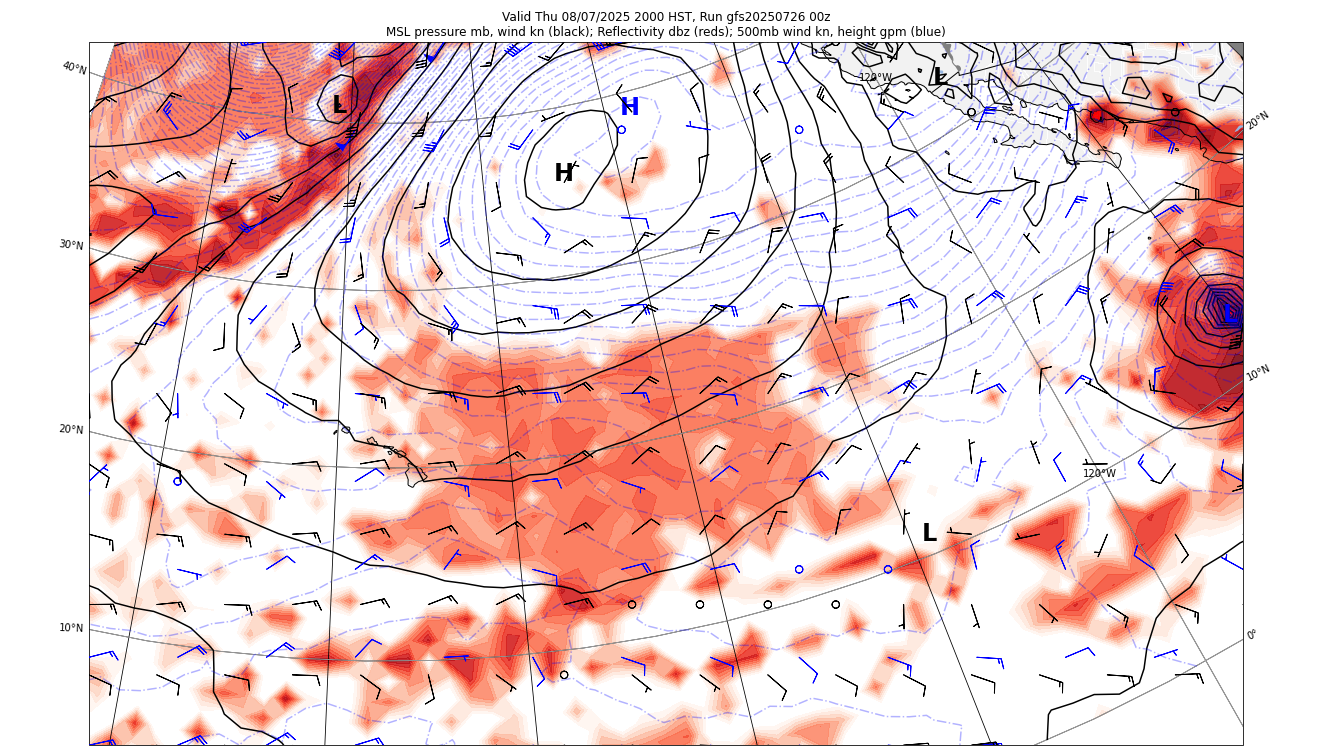 Valid Thu 08/07/2025 2000 HST, Run gfs20250726 00z
MSL pressure mb, wind kn (black); Reflectivity dbz (reds); 500mb wind kn, height gpm (blue)
40°N
120°W
L
L
H
20°N
H
30°N
L
10°N
20°N
120°W
L
10°N
0°